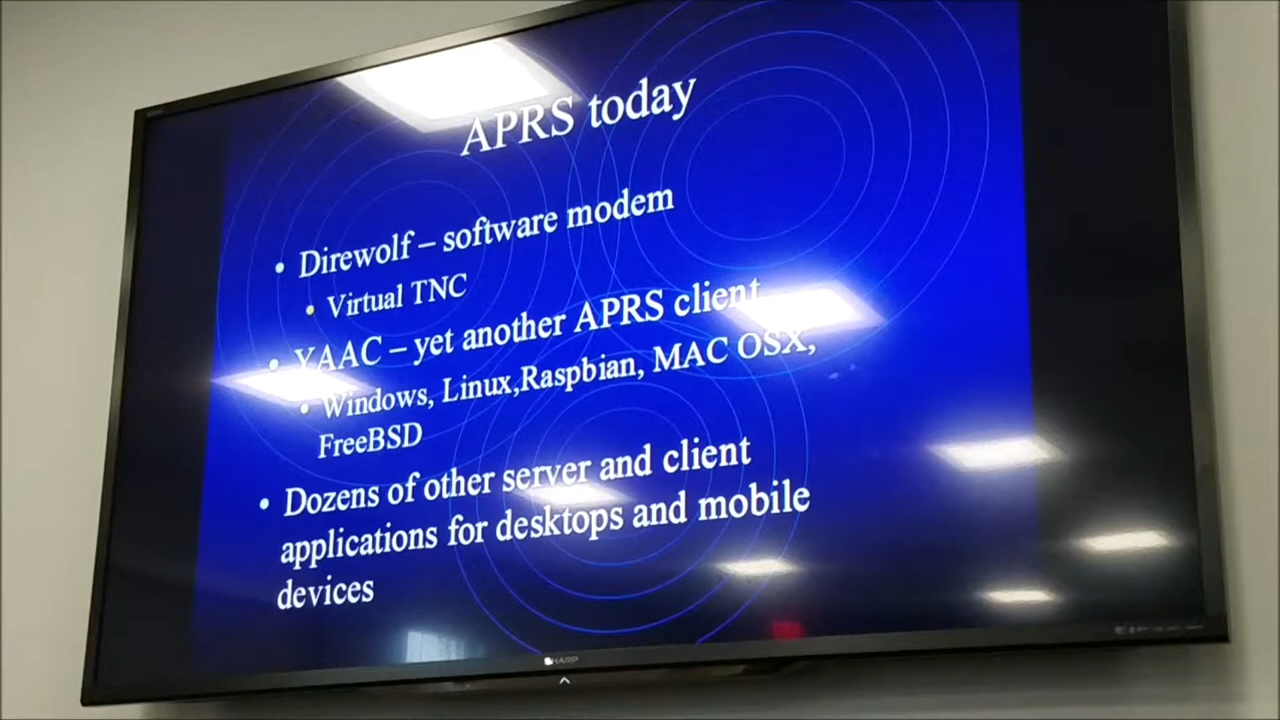 APRS today
• Direwolf – software modem
• Virtual TNC
• YAAC – yet another APRS client
• Windows, Linux,Raspbian, MAC OSX,
FreeBSD
• Dozens of other server and client
applications for desktops and mobile
devices
SHARP